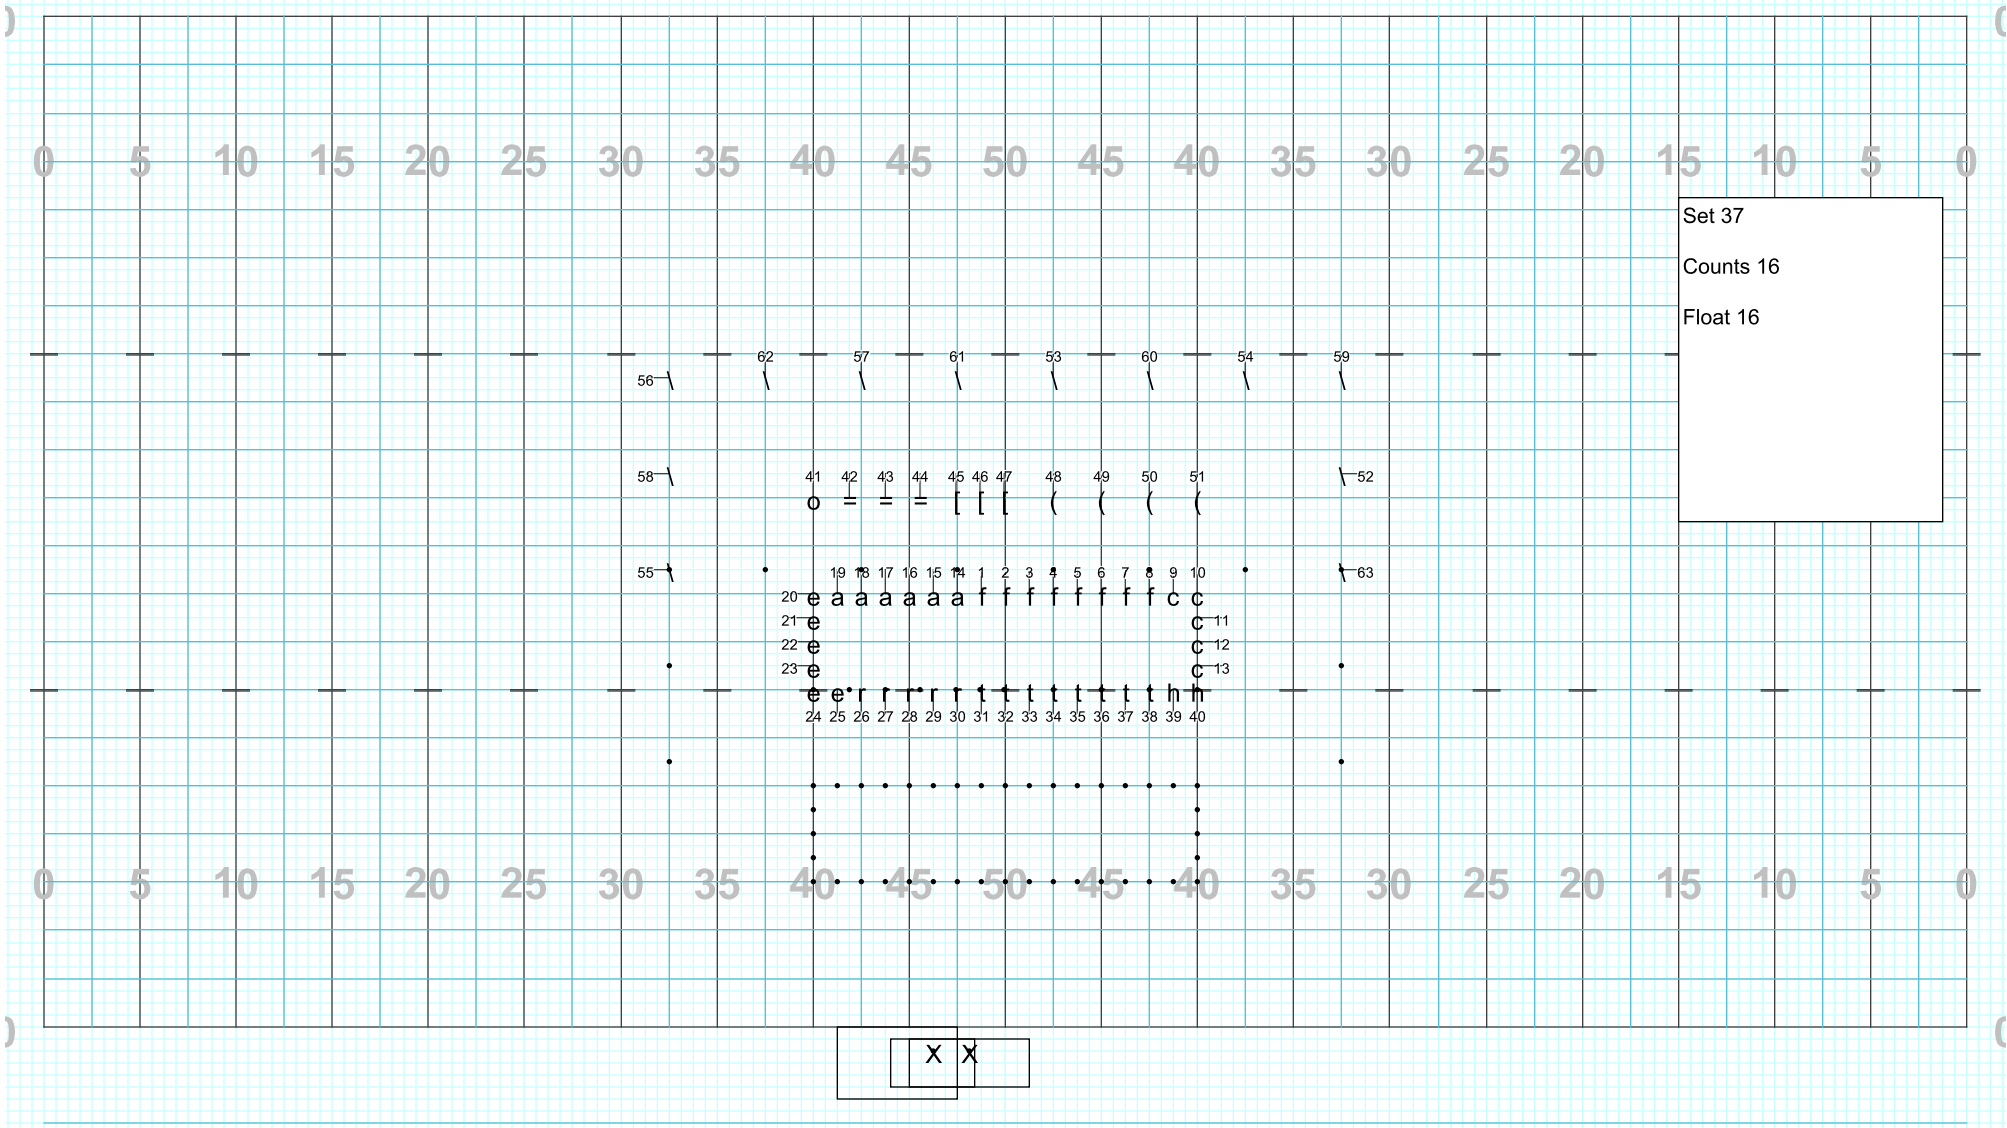 0 0
0 5 10 15 20 25 30 35 40 45 50 45 40 35 30 25 20 15 10 5 0
Set 37
Counts 16
Float 16
62 57 61 53 60 54 59
56 \ \ \ \ \ \ \ \
58 \ 41 42 43 44 45 46 47 48 49 50 51 \ 52
o = = = [ [ [ ( ( ( (
55 \ 19 18 17 16 15 14 1 2 3 4 5 6 7 8 9 10 \ 63
20 e a a a a a a f f f f f f f f c c
21 e c 11
22 e c 12
23 e c 13
e e r r r r r t t t t t t t t h h
24 25 26 27 28 29 30 31 32 33 34 35 36 37 38 39 40
0 5 10 15 20 25 30 35 40 45 50 45 40 35 30 25 20 15 10 5 0
0 0
X X